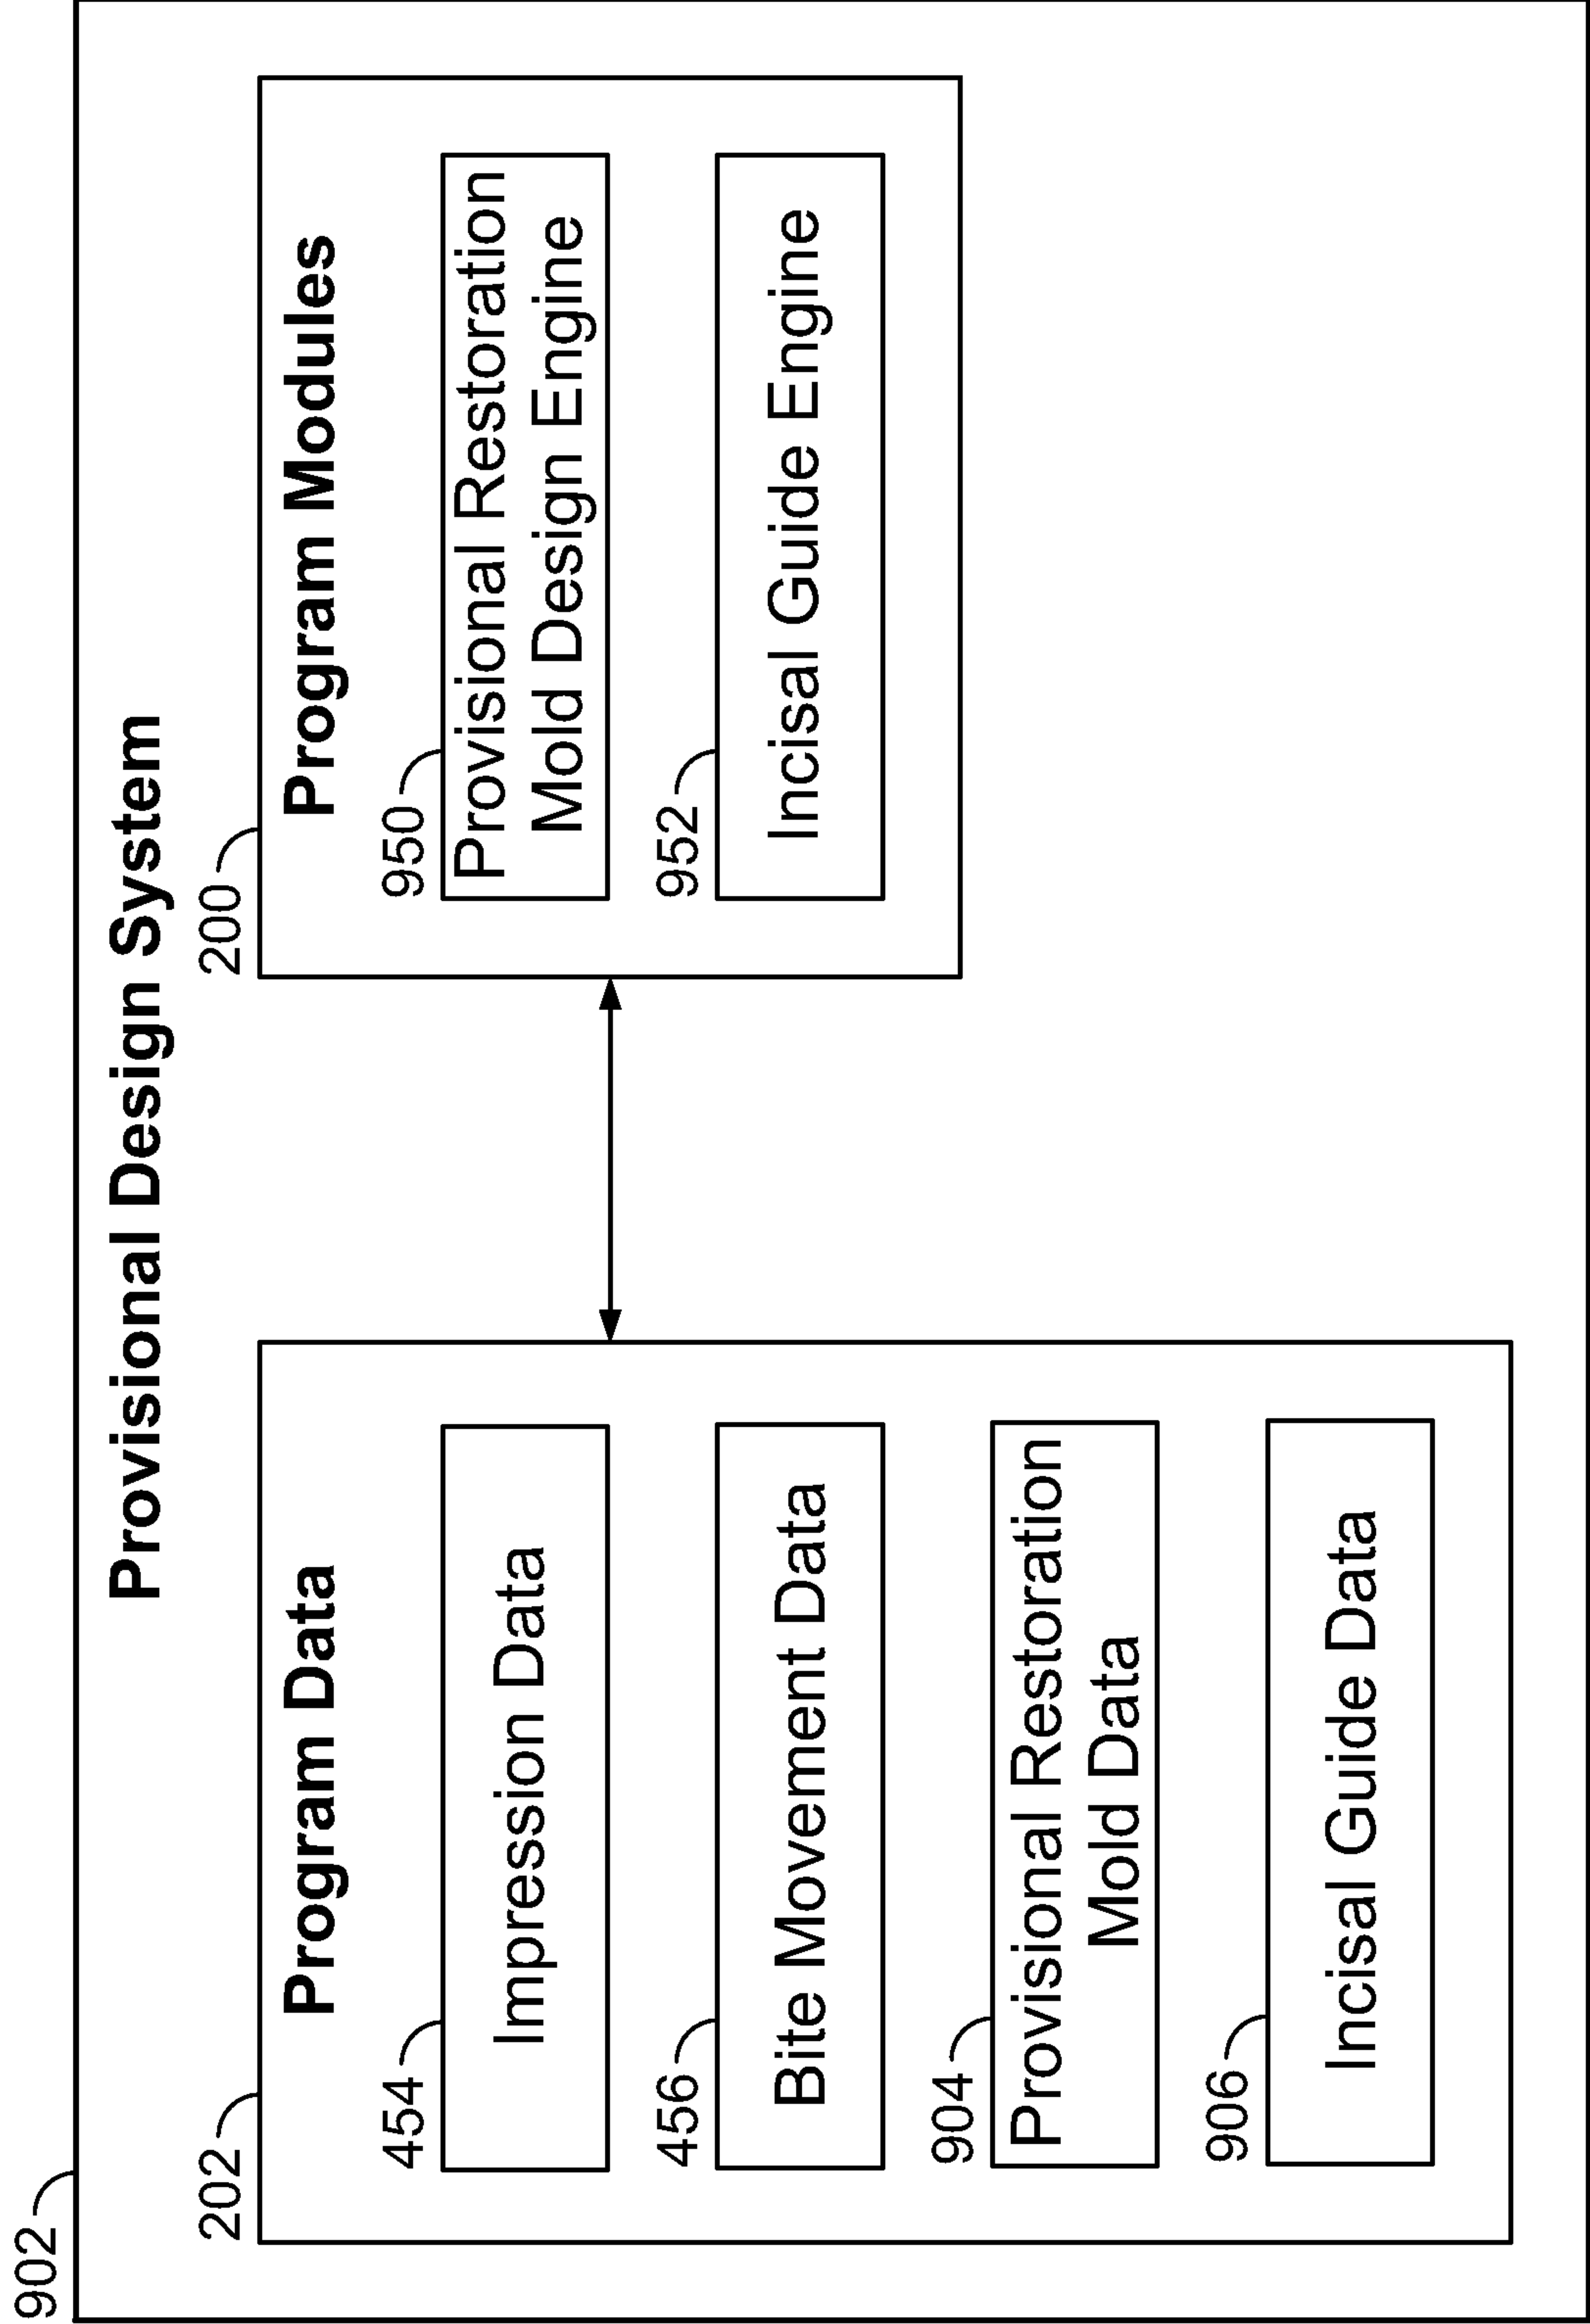 902
Provisional Design System
202
Program Data
454
Impression Data
456
Bite Movement Data
904
Provisional Restoration
Mold Data
906
Incisal Guide Data
200
Program Modules
950
Provisional Restoration
Mold Design Engine
952
Incisal Guide Engine